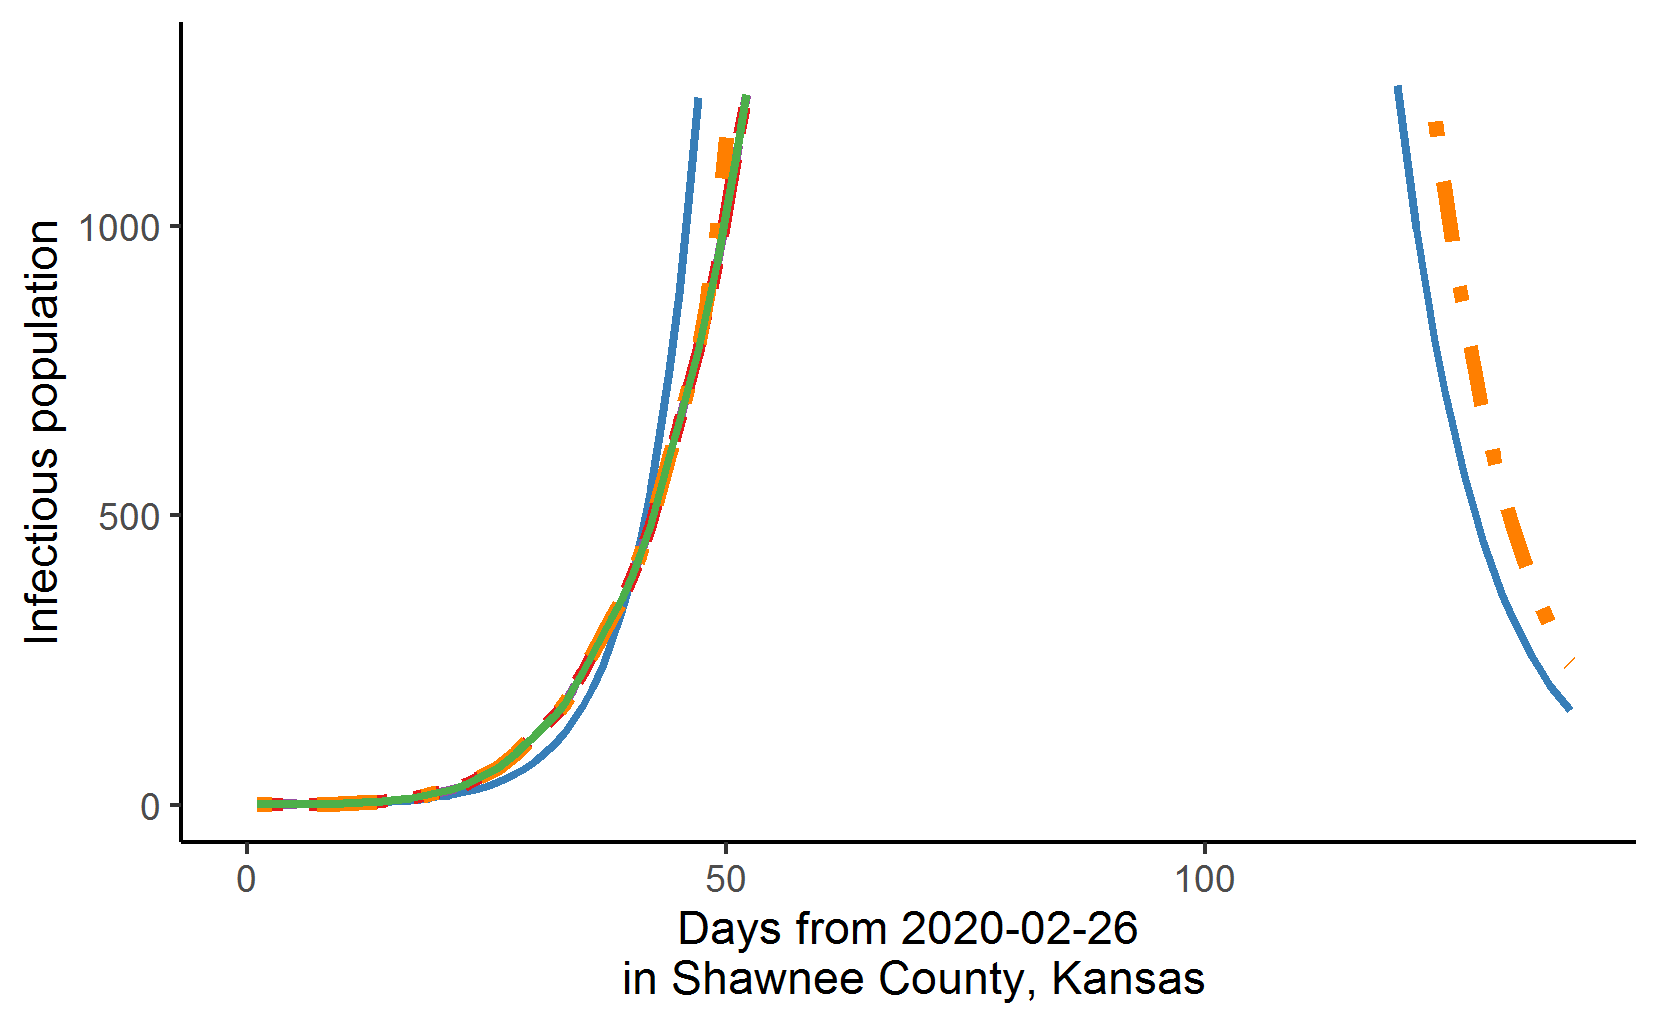 Infectious population
1000
500
0
0
50
100
Days from 2020-02-26
in Shawnee County, Kansas